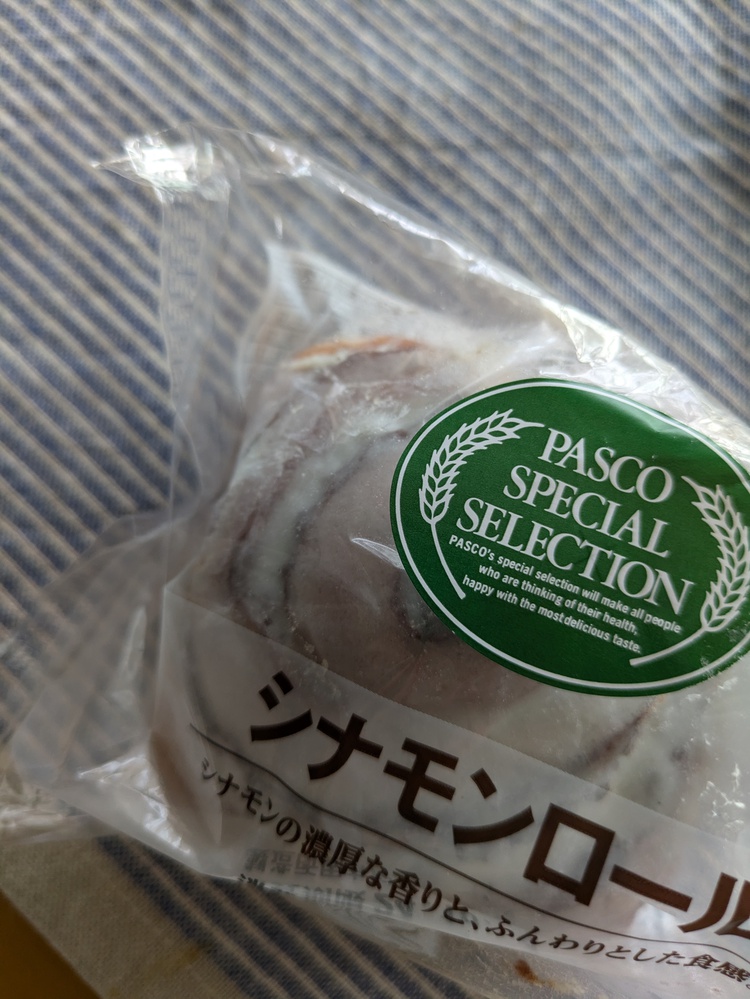 PASCO
SPECIAL
SELECTION
PASCO's special selection will make all people
who are thinking of their health,
happy with the most delicious taste.
シナモンロール
シナモンの濃厚な香りと、ふんわりとした食感